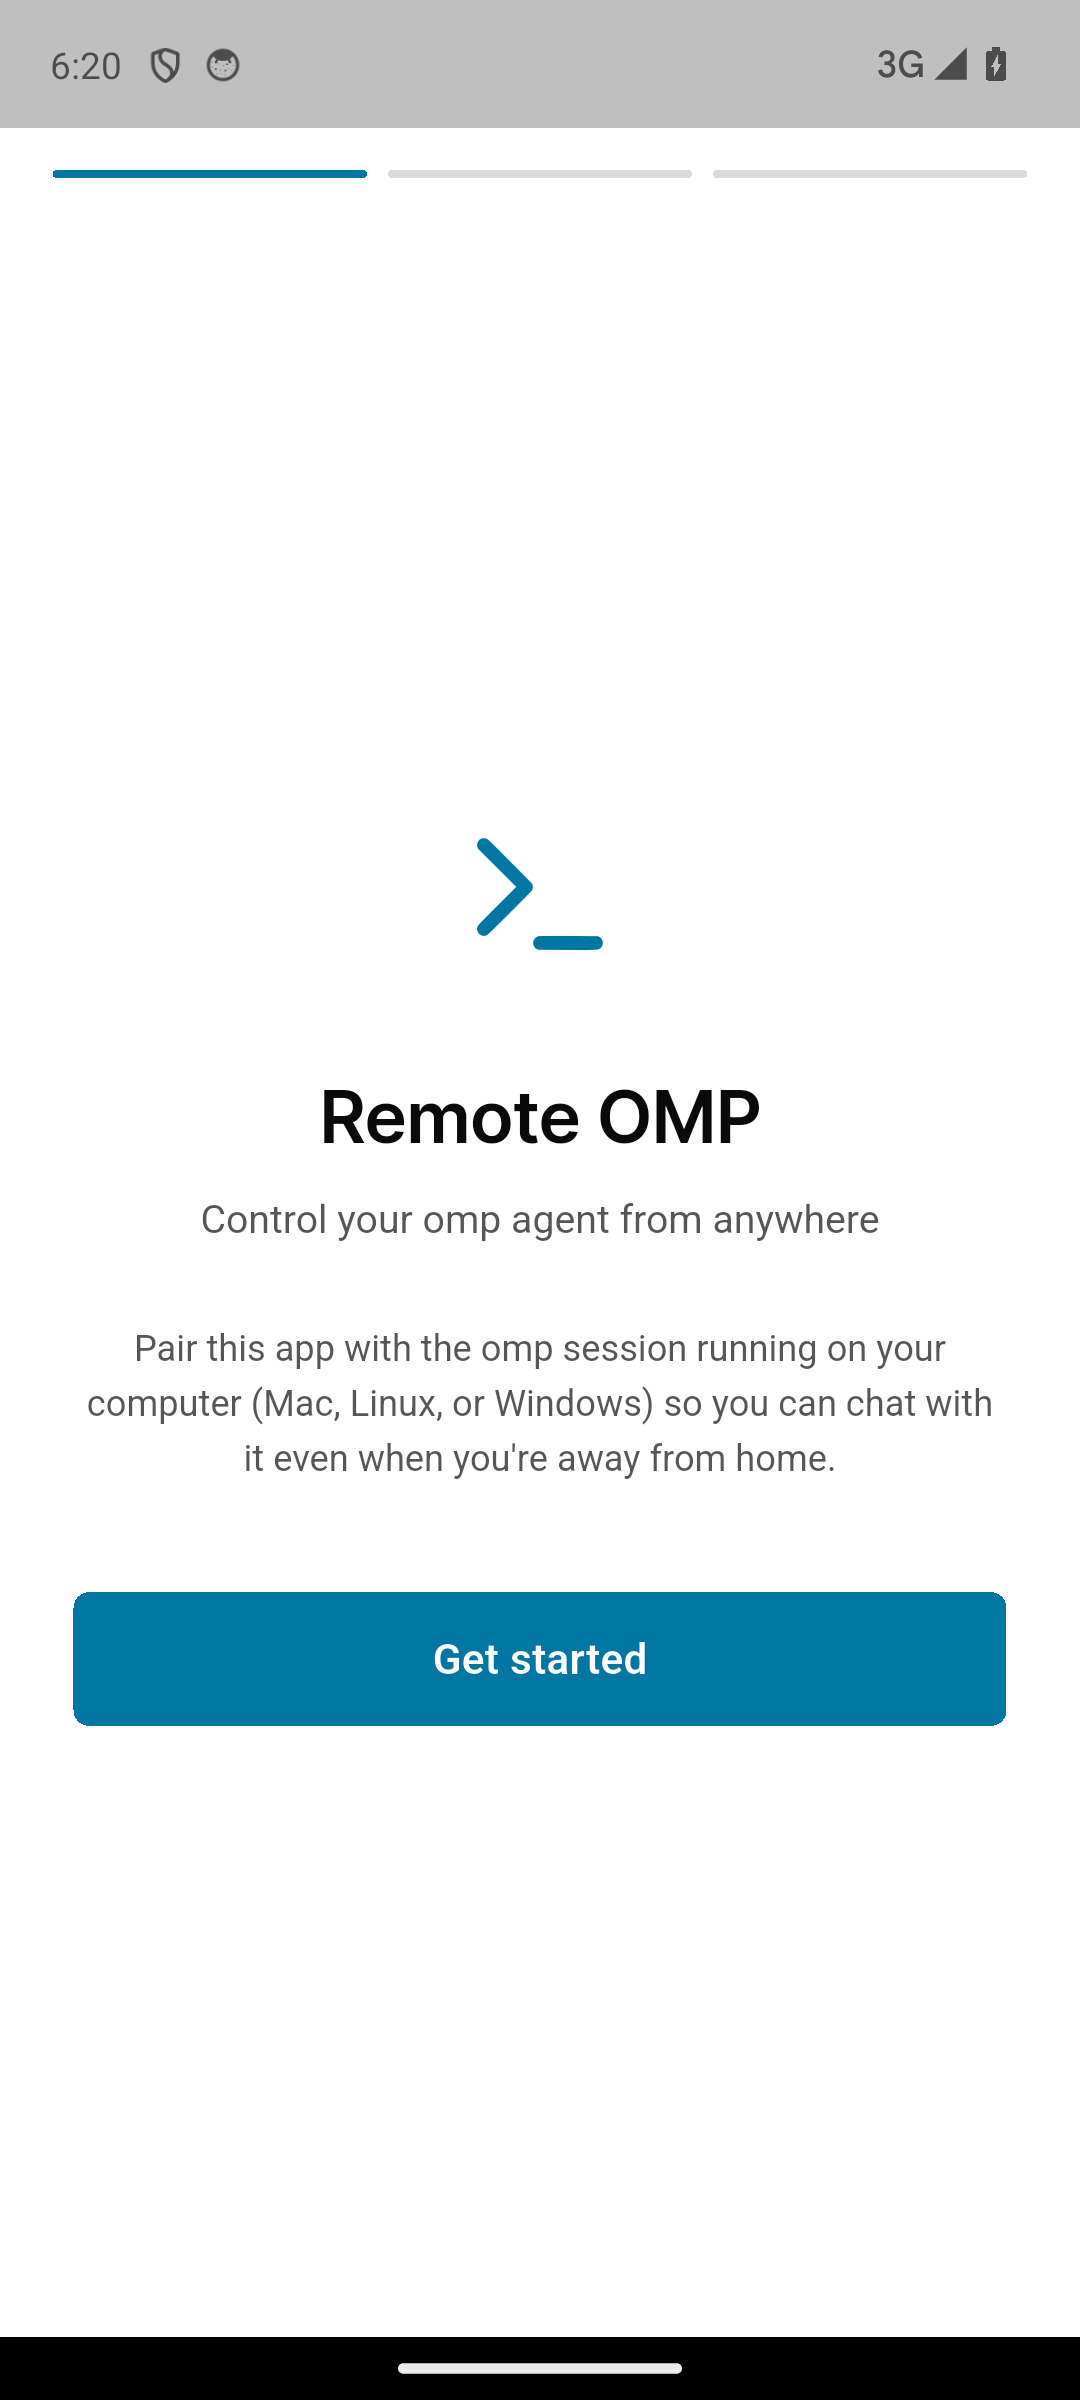 6:20
3G
Remote OMP
Control your omp agent from anywhere
Pair this app with the omp session running on your
computer (Mac, Linux, or Windows) so you can chat with
it even when you're away from home.
Get started